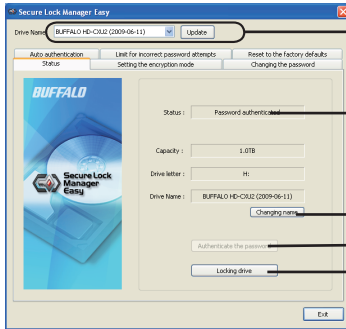 Secure Lock Manager Easy
Drive Name BUFFALO HD-CXU2 (2009-06-11) Update
Auto authentication Limit for incorrect password attempts Reset to the factory defaults
Status Setting the encryption mode Changing the password
BUFFALO
Secure Lock
Manager
Easy
Status : Password authenticated
Capacity : 1.0TB
Drive letter : H:
Drive Name : BUFFALO HD-CXU2 (2009-06-11)
Changing name
Authenticate the password
Locking drive
Exit